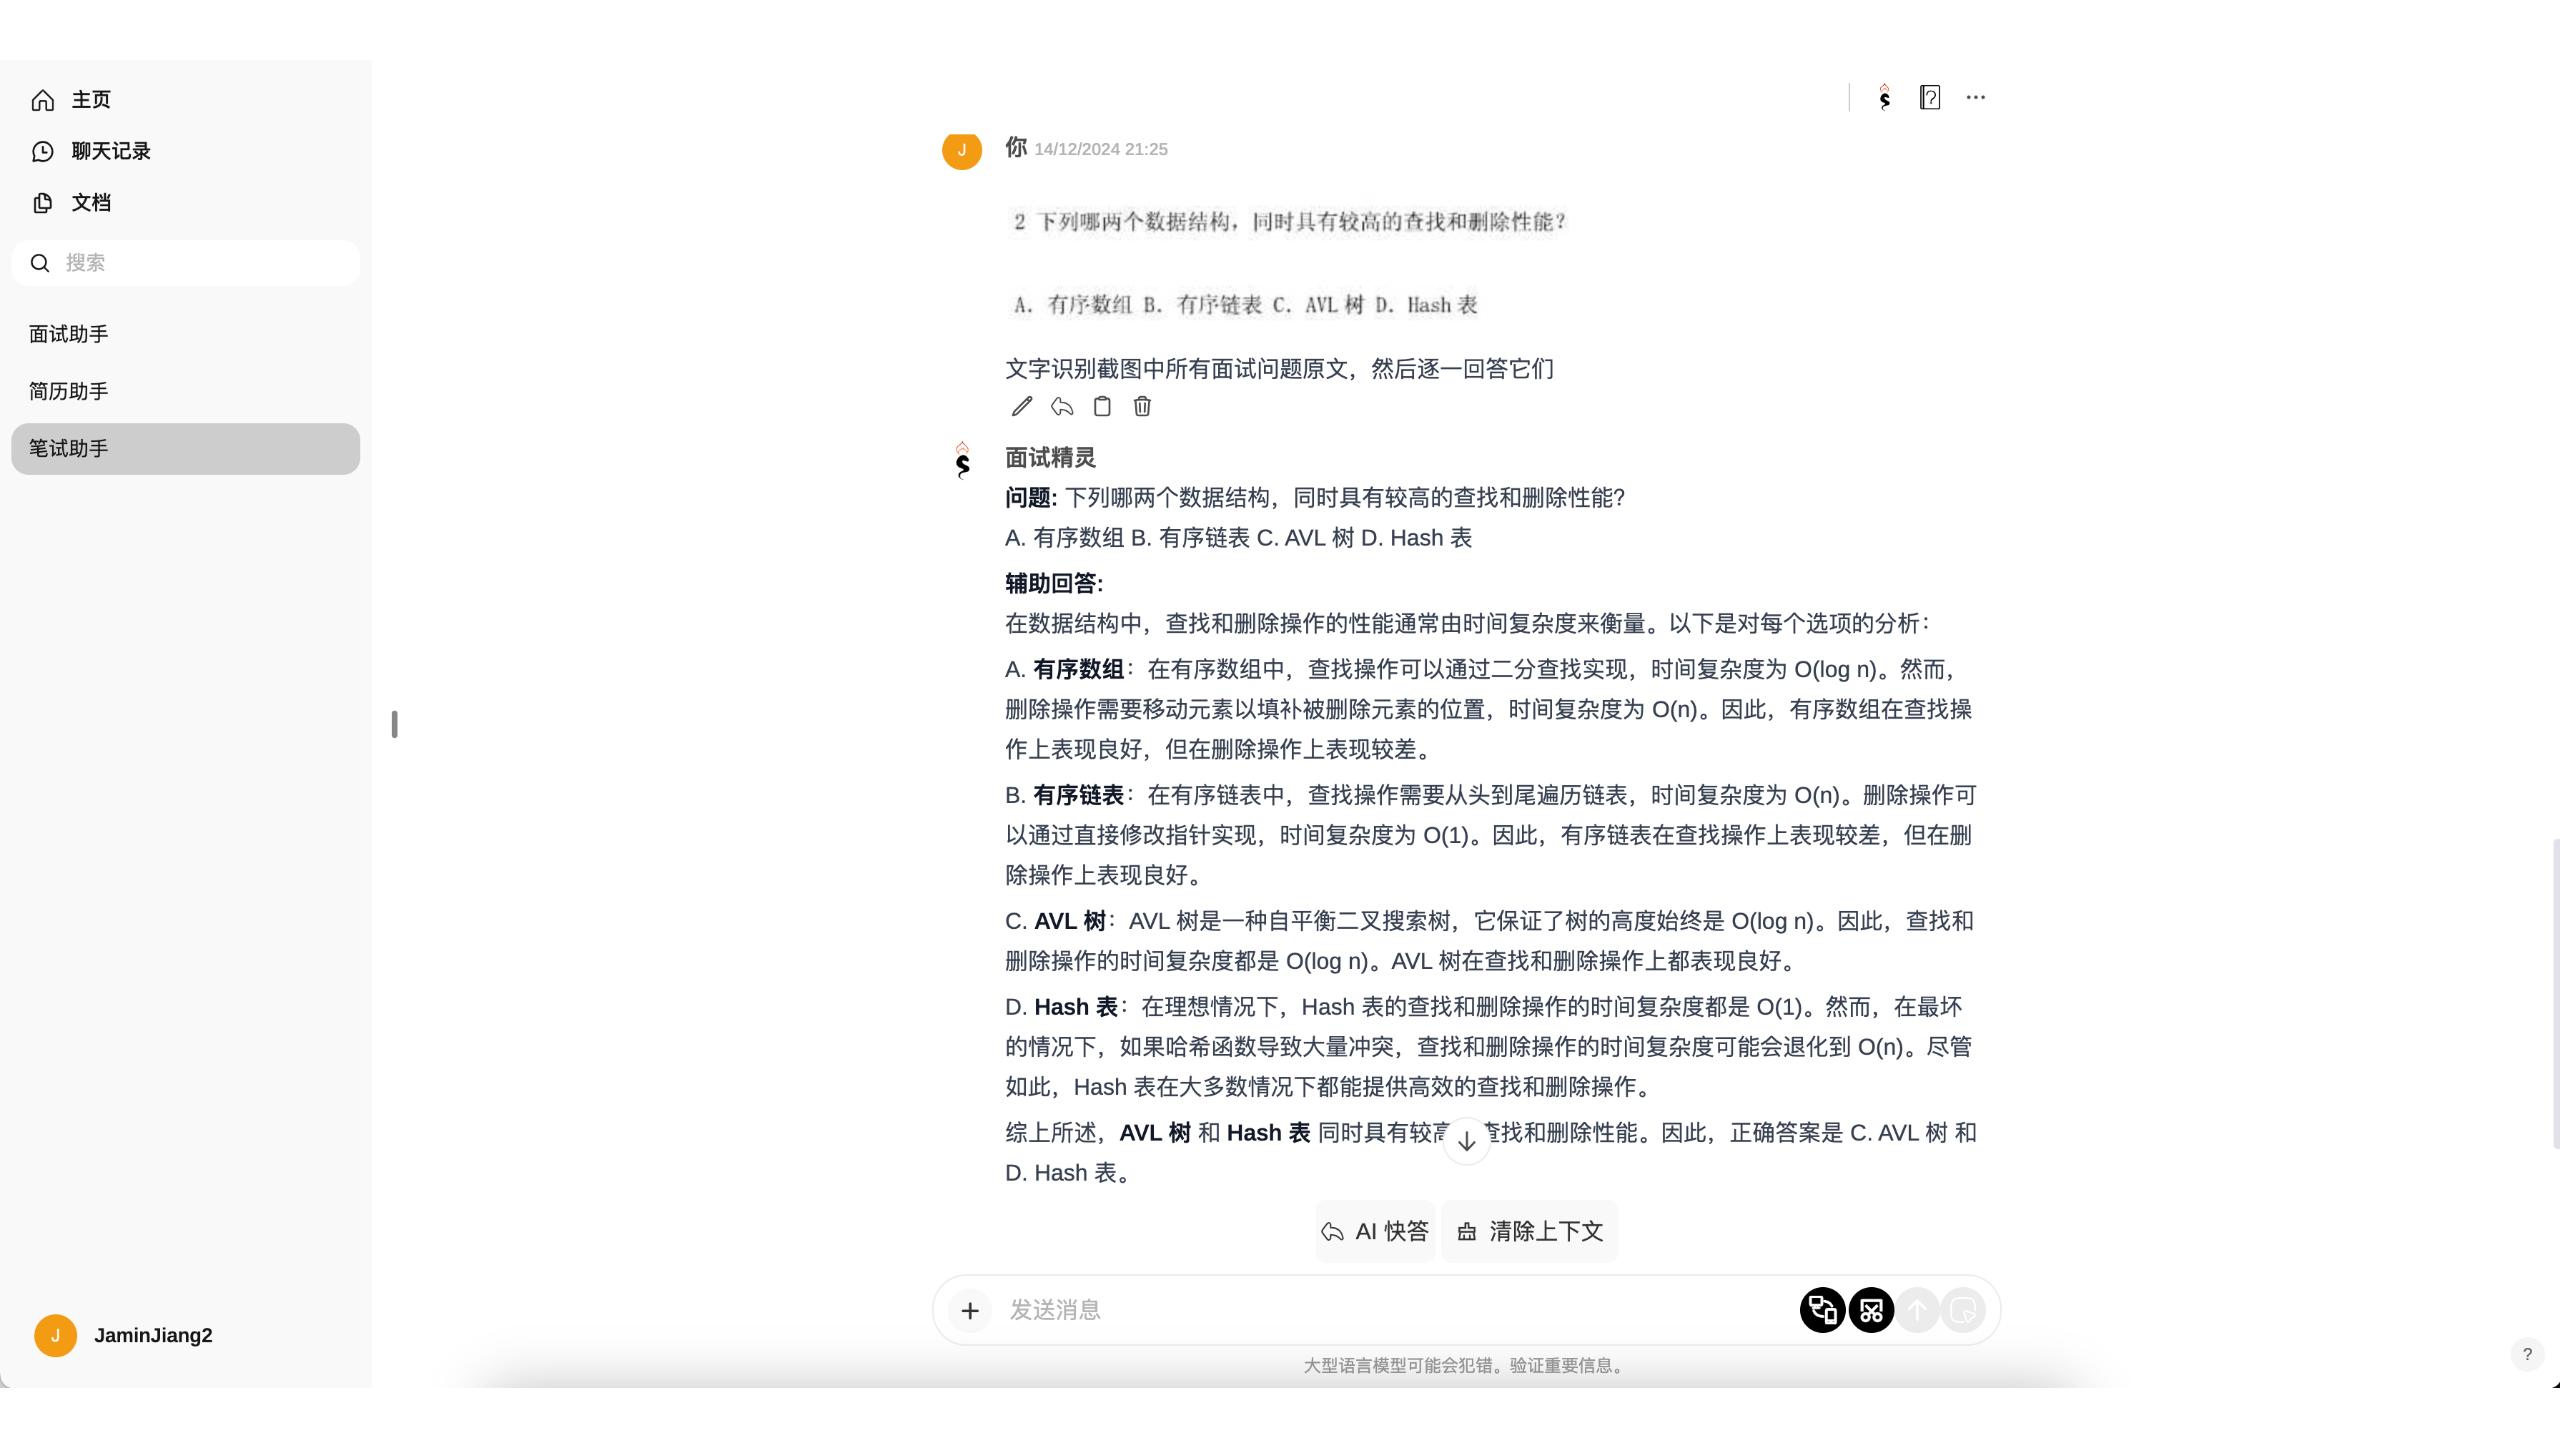 主页
聊天记录
文档
搜索
面试助手
简历助手
笔试助手
J
JaminJiang2
J
你 14/12/2024 21:25
2 下列哪两个数据结构，同时具有较高的查找和删除性能？
A. 有序数组 B. 有序链表 C. AVL 树 D. Hash 表
文字识别截图中所有面试问题原文，然后逐一回答它们
面试精灵
问题: 下列哪两个数据结构，同时具有较高的查找和删除性能?
A. 有序数组 B. 有序链表 C. AVL 树 D. Hash 表
辅助回答:
在数据结构中，查找和删除操作的性能通常由时间复杂度来衡量。以下是对每个选项的分析：
A. 有序数组：在有序数组中，查找操作可以通过二分查找实现，时间复杂度为 O(log n)。然而，
删除操作需要移动元素以填补被删除元素的位置，时间复杂度为 O(n)。因此，有序数组在查找操
作上表现良好，但在删除操作上表现较差。
B. 有序链表：在有序链表中，查找操作需要从头到尾遍历链表，时间复杂度为 O(n)。删除操作可
以通过直接修改指针实现，时间复杂度为 O(1)。因此，有序链表在查找操作上表现较差，但在删
除操作上表现良好。
C. AVL 树：AVL 树是一种自平衡二叉搜索树，它保证了树的高度始终是 O(log n)。因此，查找和
删除操作的时间复杂度都是 O(log n)。AVL 树在查找和删除操作上都表现良好。
D. Hash 表：在理想情况下，Hash 表的查找和删除操作的时间复杂度都是 O(1)。然而，在最坏
的情况下，如果哈希函数导致大量冲突，查找和删除操作的时间复杂度可能会退化到 O(n)。尽管
如此，Hash 表在大多数情况下都能提供高效的查找和删除操作。
综上所述，AVL 树 和 Hash 表 同时具有较高 查找和删除性能。因此，正确答案是 C. AVL 树 和
D. Hash 表。
AI 快答
清除上下文
发送消息
大型语言模型可能会犯错。验证重要信息。
?